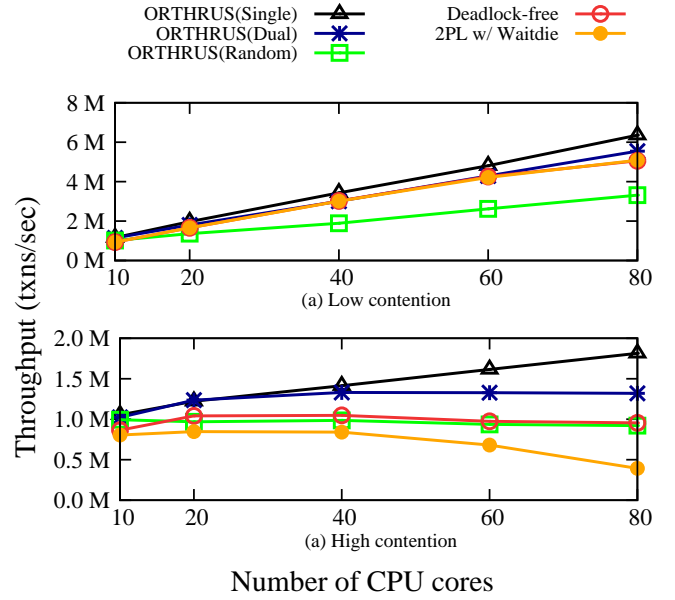 ORTHRUS(Single)
ORTHRUS(Dual)
ORTHRUS(Random)
Deadlock-free
2PL w/ Waitdie
Throughput (txns/sec)
8 M
6 M
4 M
2 M
0 M
10 20 40 60 80
(a) Low contention
2.0 M
1.5 M
1.0 M
0.5 M
0.0 M
10 20 40 60 80
(a) High contention
Number of CPU cores